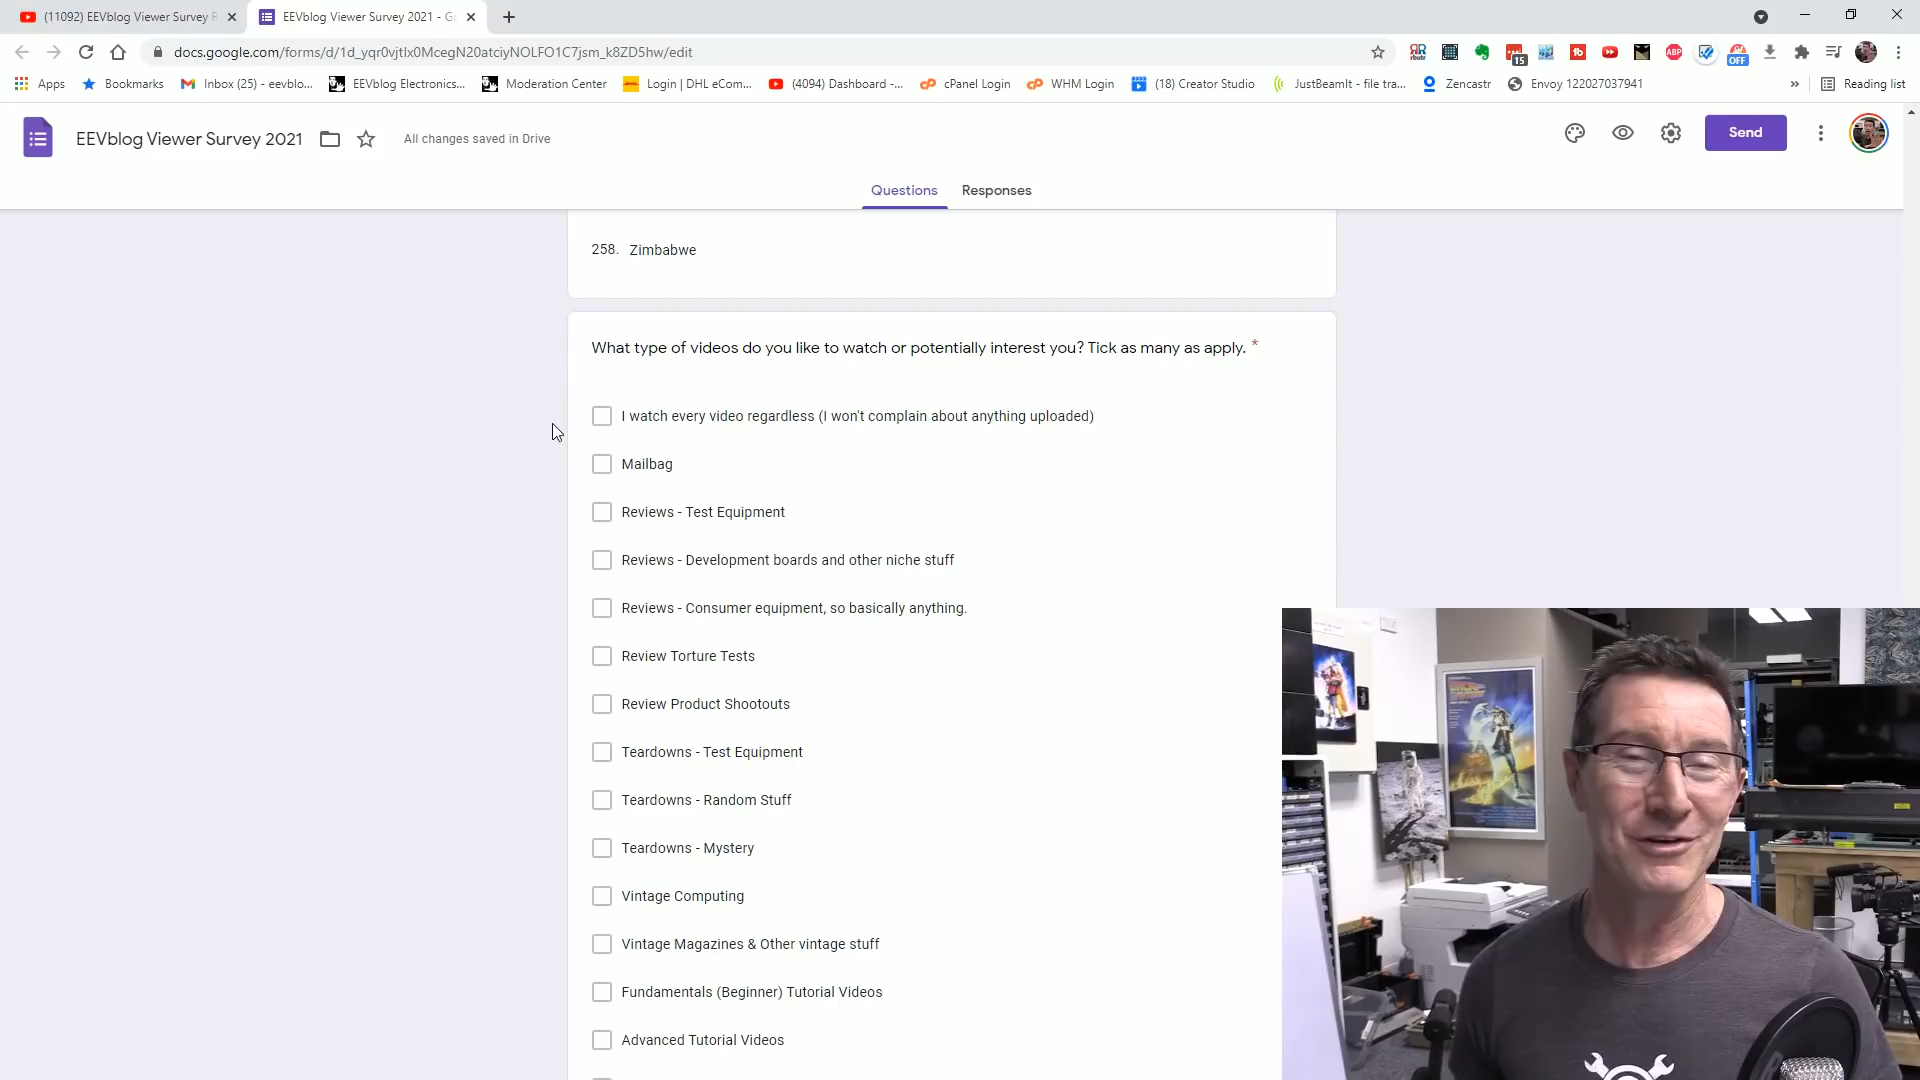 (11092) EEVblog Viewer Survey
EEVblog Viewer Survey 2021 - Go
docs.google.com/forms/d/1d_yqr0vjtIx0McegN20atciyNOLFO1C7jsm_k8ZD5hw/edit
15
OFF
ABP
Apps
Bookmarks
Inbox (25) - eevblo...
EEVblog Electronics...
Moderation Center
Login | DHL eCom...
(4094) Dashboard -...
cPanel Login
WHM Login
(18) Creator Studio
JustBeamIt - file tra...
Zencastr
Envoy 122027037941
»
Reading list
EEVblog Viewer Survey 2021
All changes saved in Drive
Send
Questions
Responses
258. Zimbabwe
What type of videos do you like to watch or potentially interest you? Tick as many as apply. *
I watch every video regardless (I won't complain about anything uploaded)
Mailbag
Reviews - Test Equipment
Reviews - Development boards and other niche stuff
Reviews - Consumer equipment, so basically anything.
Review Torture Tests
Review Product Shootouts
Teardowns - Test Equipment
Teardowns - Random Stuff
Teardowns - Mystery
Vintage Computing
Vintage Magazines & Other vintage stuff
Fundamentals (Beginner) Tutorial Videos
Advanced Tutorial Videos